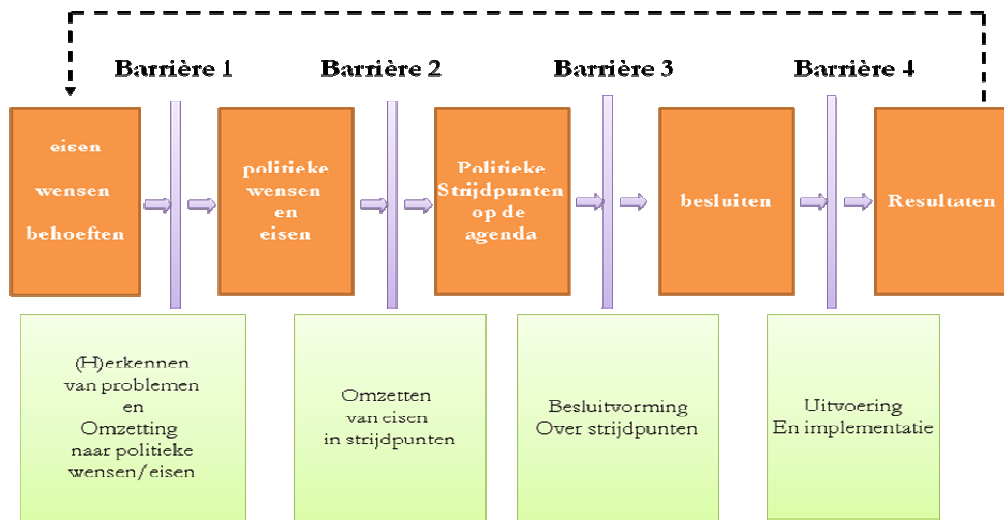 Barrière 1
Barrière 2
Barrière 3
Barrière 4
eisen
wensen
behoeften
politieke
wensen
en
eisen
Politieke
Strijdpunten
op de
agenda
besluiten
Resultaten
(H)erkennen
van problemen
en
Omzetting
naar politieke
wensen/eisen
Omzetten
van eisen
in strijdpunten
Besluitvorming
Over strijdpunten
Uitvoering
En implementatie